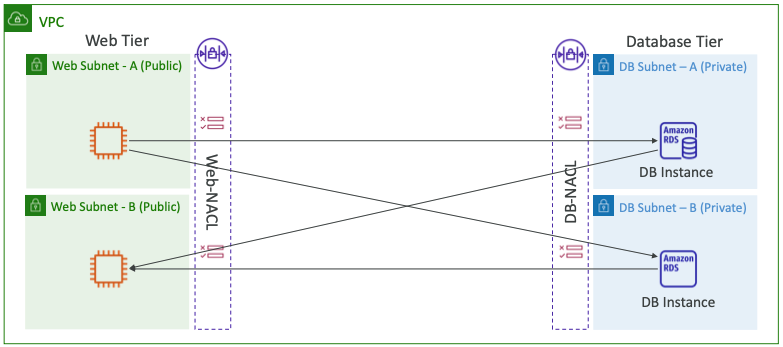 VPC
Web Tier
Database Tier
Web Subnet - A (Public)
DB Subnet – A (Private)
Amazon
RDS
DB Instance
Web-NACL
DB-NACL
Web Subnet - B (Public)
DB Subnet – B (Private)
Amazon
RDS
DB Instance